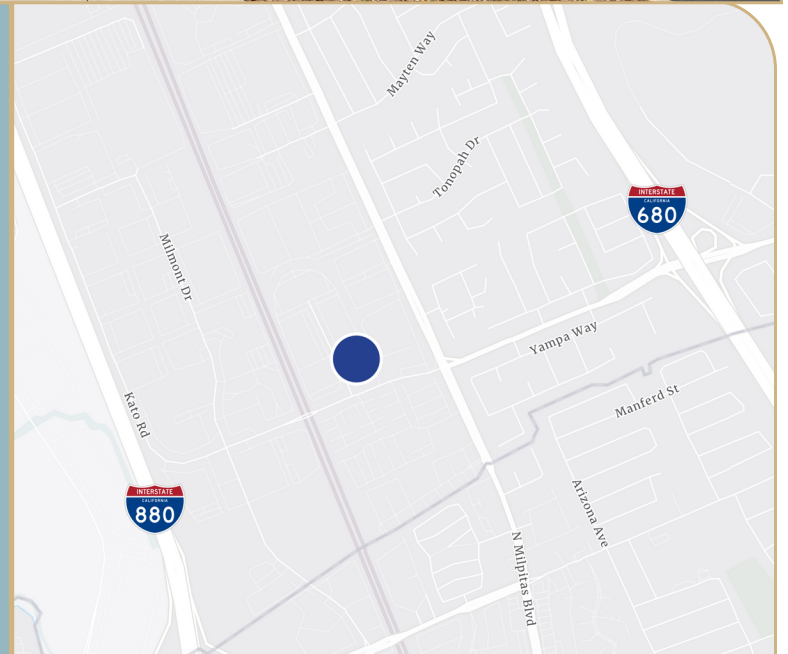 Mayten Way
Tonopah Dr
INTERSTATE
CALIFORNIA
680
Milmont Dr
Yampa Way
Manferd St
Kato Rd
INTERSTATE
CALIFORNIA
880
Arizona Ave
N Milpitas Blvd